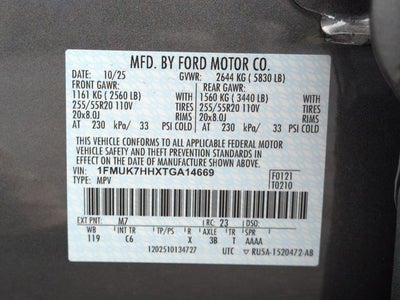 MFD. BY FORD MOTOR CO.
DATE: 10/25 GVWR: 2644 KG ( 5830 LB)
FRONT GAWR: REAR GAWR:
1161 KG ( 2560 LB) WITH 1560 KG ( 3440 LB) WITH
255/55R20 110V TIRES 255/55R20 110V TIRES
20x8.0J RIMS 20x8.0J RIMS
AT 230 kPa/ 33 PSI COLD AT 230 kPa/ 33 PSI COLD
THIS VEHICLE CONFORMS TO ALL APPLICABLE FEDERAL MOTOR
VEHICLE SAFETY AND THEFT PREVENTION STANDARDS IN EFFECT ON
THE DATE OF MANUFACTURE SHOWN ABOVE.
VIN: 1FMUK7HHXTGA14669 F0121
TYPE: MPV T0210
EXT PNT: M7 RC: 23 DSO:
WB INT TR TP/PS R AXLE TR SPR
119 C6 X 3B T AAAA
1202510134727 UTC RU5A-1520472-AB